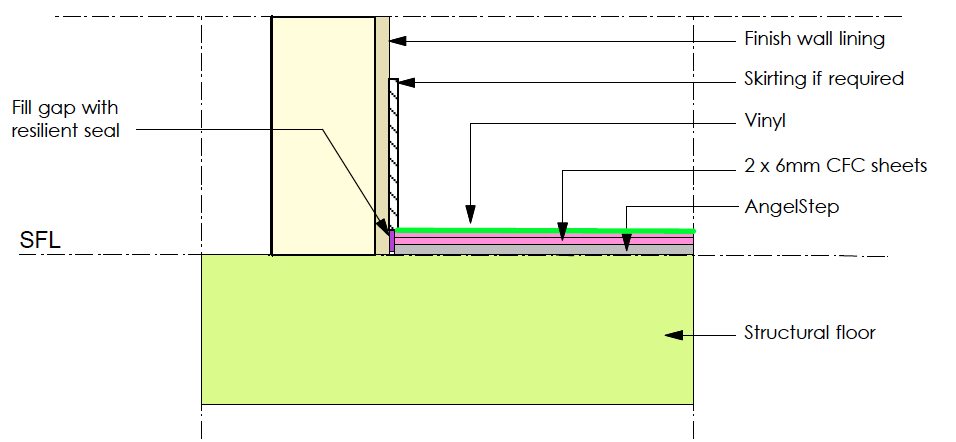 Finish wall lining
Skirting if required
Fill gap with
resilient seal
Vinyl
2 x 6mm CFC sheets
AngelStep
SFL
Structural floor